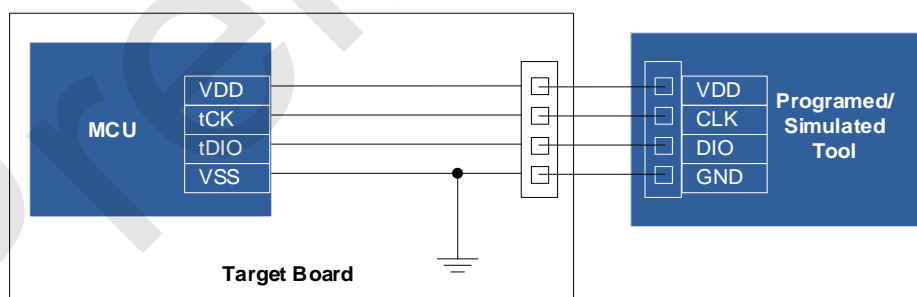 MCU
VDD
tCK
tDIO
VSS
VDD
CLK
DIO
GND
Programed/
Simulated
Tool
Target Board